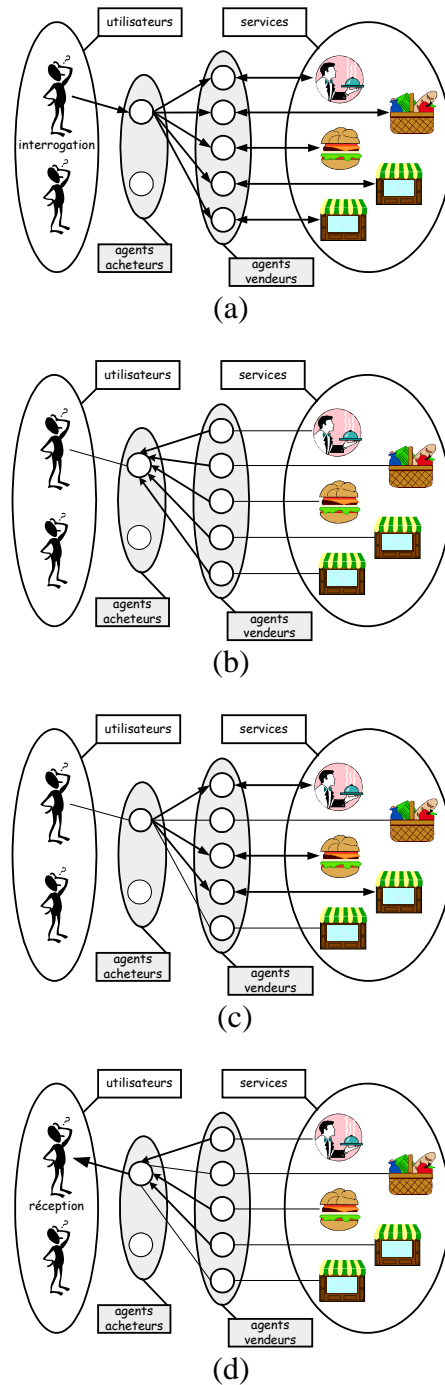 utilisateurs
services
interrogation
agents
acheteurs
agents
vendeurs
(a)
utilisateurs
services
agents
acheteurs
agents
vendeurs
(b)
utilisateurs
services
agents
acheteurs
agents
vendeurs
(c)
utilisateurs
services
réception
agents
acheteurs
agents
vendeurs
(d)